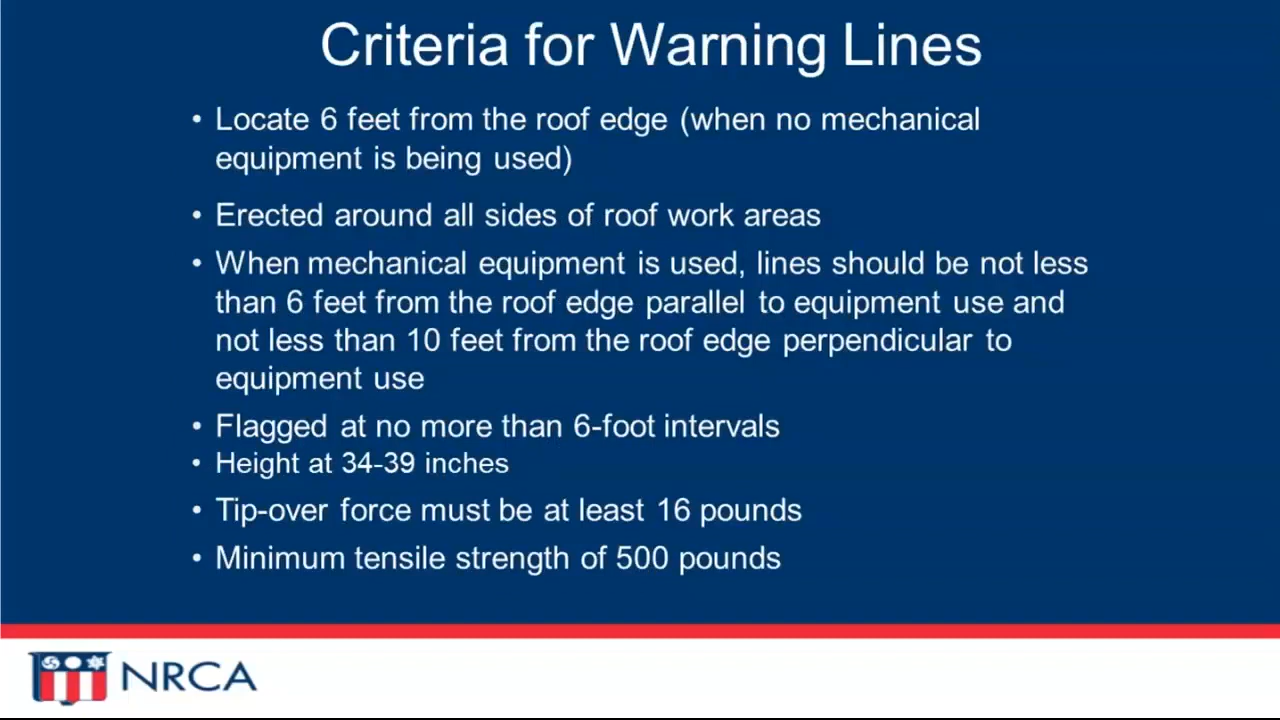 Criteria for Warning Lines
• Locate 6 feet from the roof edge (when no mechanical
equipment is being used)
• Erected around all sides of roof work areas
• When mechanical equipment is used, lines should be not less
than 6 feet from the roof edge parallel to equipment use and
not less than 10 feet from the roof edge perpendicular to
equipment use
• Flagged at no more than 6-foot intervals
• Height at 34-39 inches
• Tip-over force must be at least 16 pounds
• Minimum tensile strength of 500 pounds
NRCA